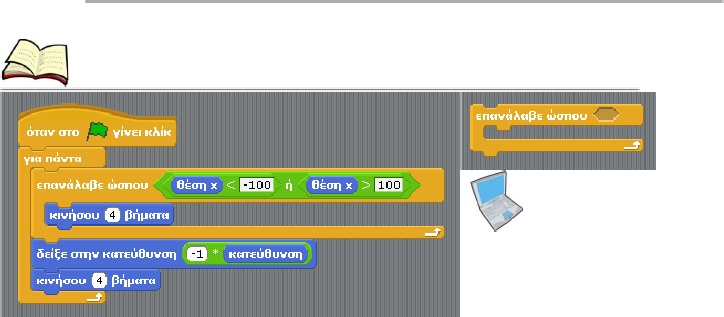 όταν στο γίνει κλίκ
για πάντα
επανάλαβε ώσπου θέση x < -100 ή θέση x > 100
κινήσου 4 βήματα
δείξε στην κατεύθυνση -1 * κατεύθυνση
κινήσου 4 βήματα
επανάλαβε ώσπου